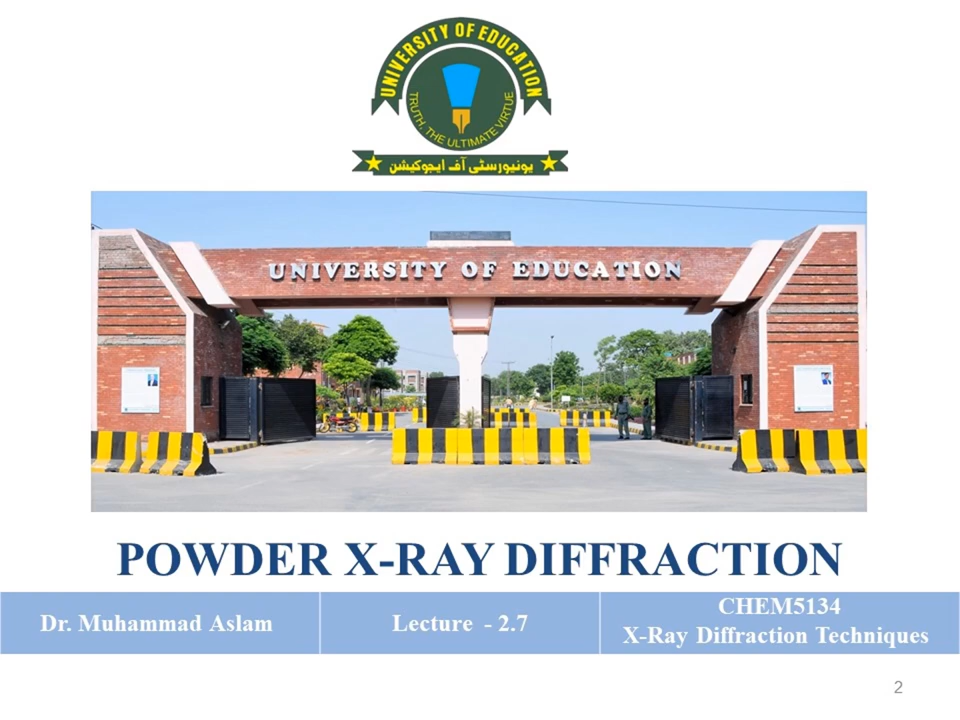 UNIVERSITY OF EDUCATION
TRUTH, THE ULTIMATE VIRTUE
یونیورسٹی آف ایجوکیشن
UNIVERSITY OF EDUCATION
POWDER X-RAY DIFFRACTION
Dr. Muhammad Aslam
Lecture - 2.7
CHEM5134
X-Ray Diffraction Techniques
2